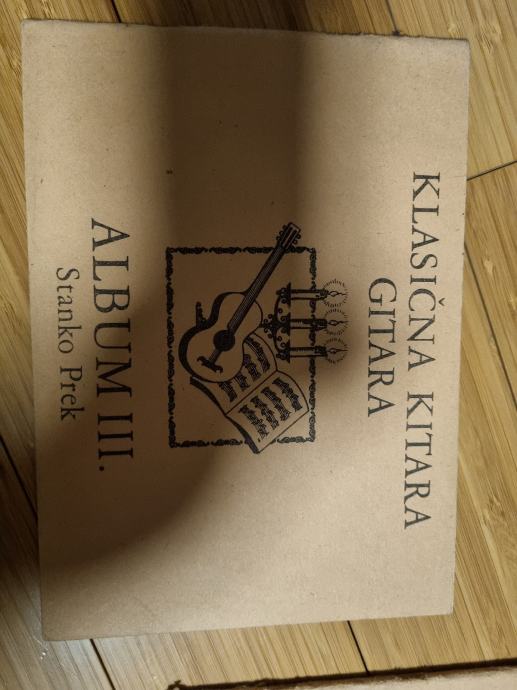 KLASIČNA KITARA
GITARA
ALBUM III.
Stanko Prek